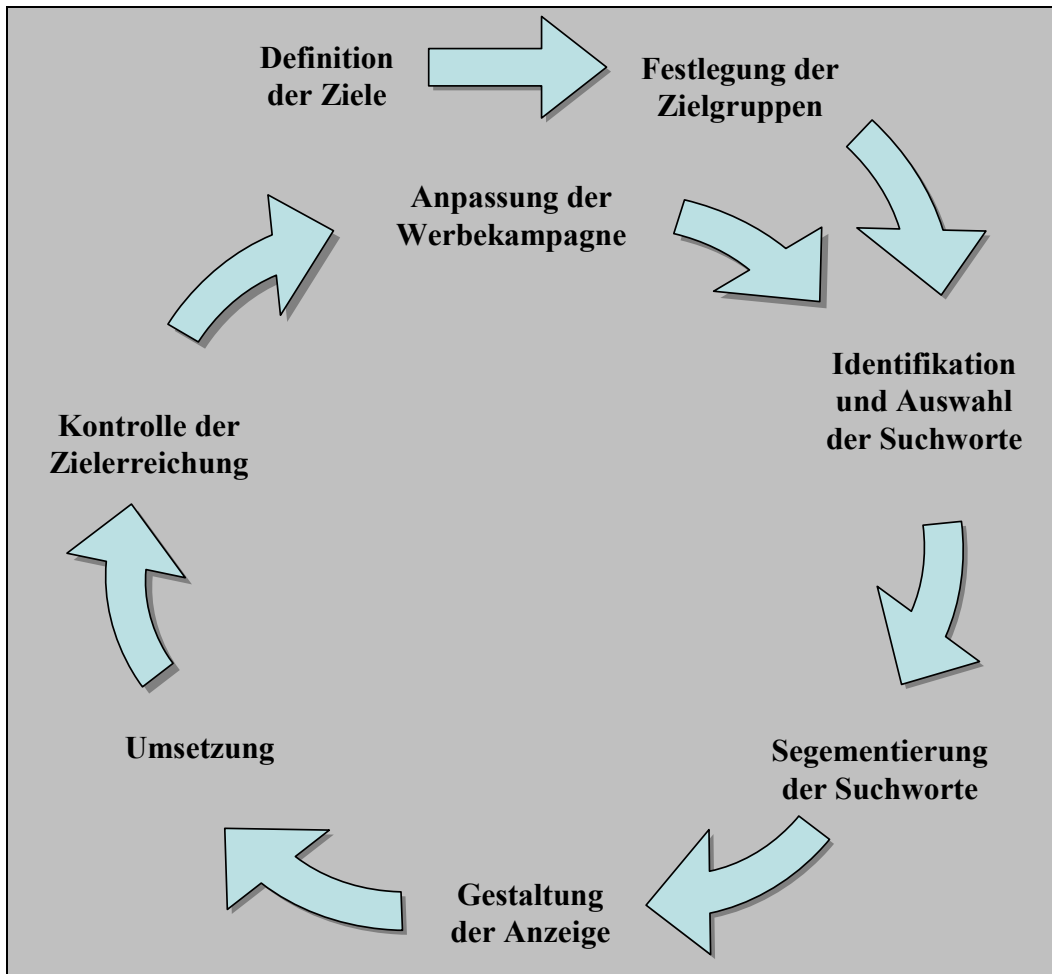 Definition
der Ziele
Festlegung der
Zielgruppen
Anpassung der
Werbekampagne
Identifikation
und Auswahl
der Suchworte
Segementierung
der Suchworte
Gestaltung
der Anzeige
Umsetzung
Kontrolle der
Zielerreichung